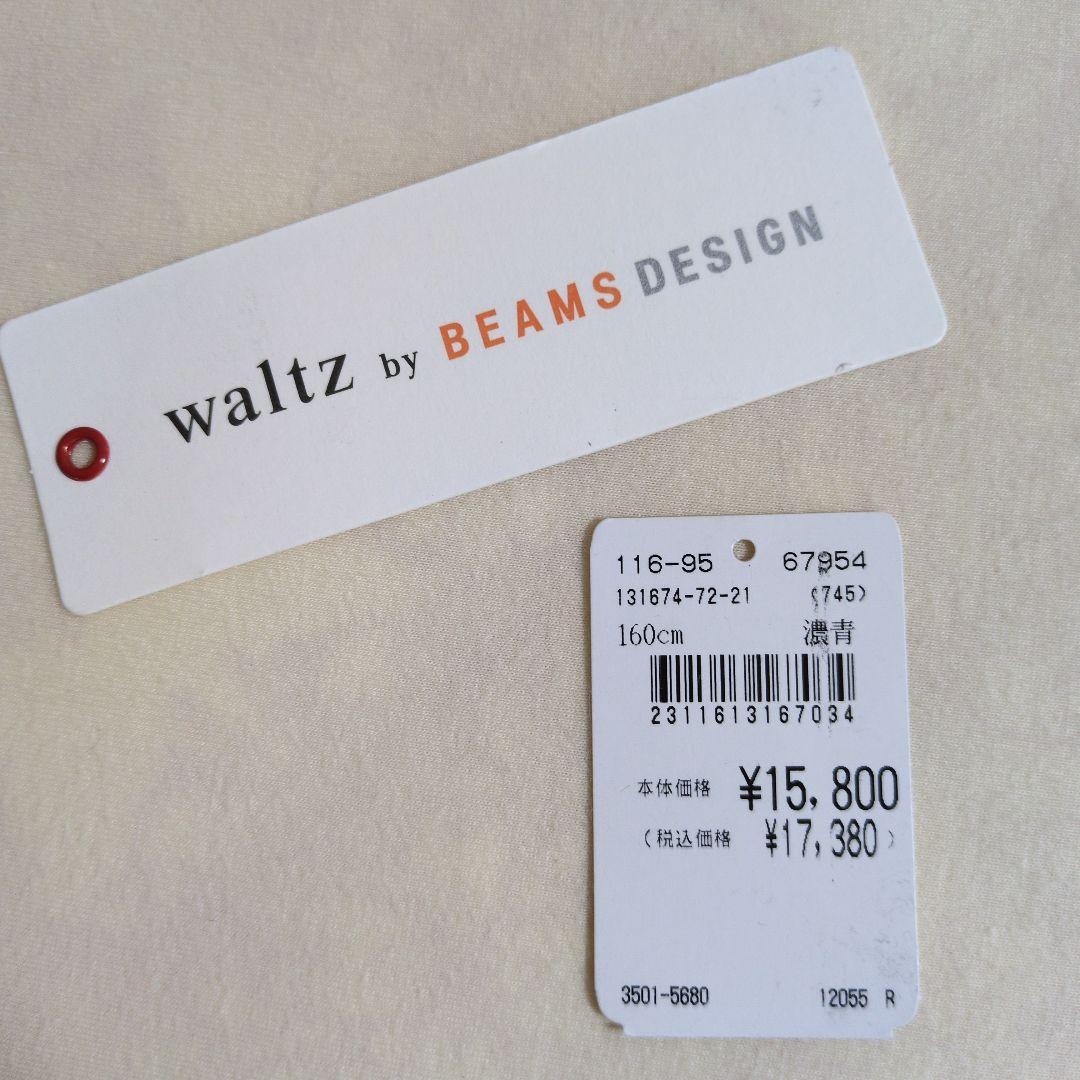 waltz by BEAMS DESIGN
116-95 67954
131674-72-21 (745)
160cm 濃青
2311613167034
本体価格 ¥15,800
(税込価格 ¥17,380)
3501-5680 12055 R